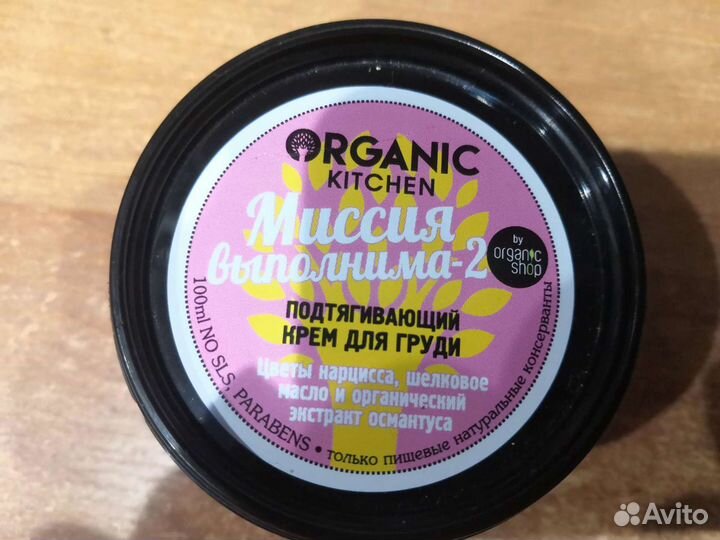 ORGANIC
KITCHEN
Миссия
выполнима-2
by
organic
shop
ПОДТЯГИВАЮЩИЙ
КРЕМ ДЛЯ ГРУДИ
Цветы нарцисса, шелковое
масло и органический
экстракт османтуса
100ml NO SLS, PARABENS • только пищевые натуральные консерванты
Avito